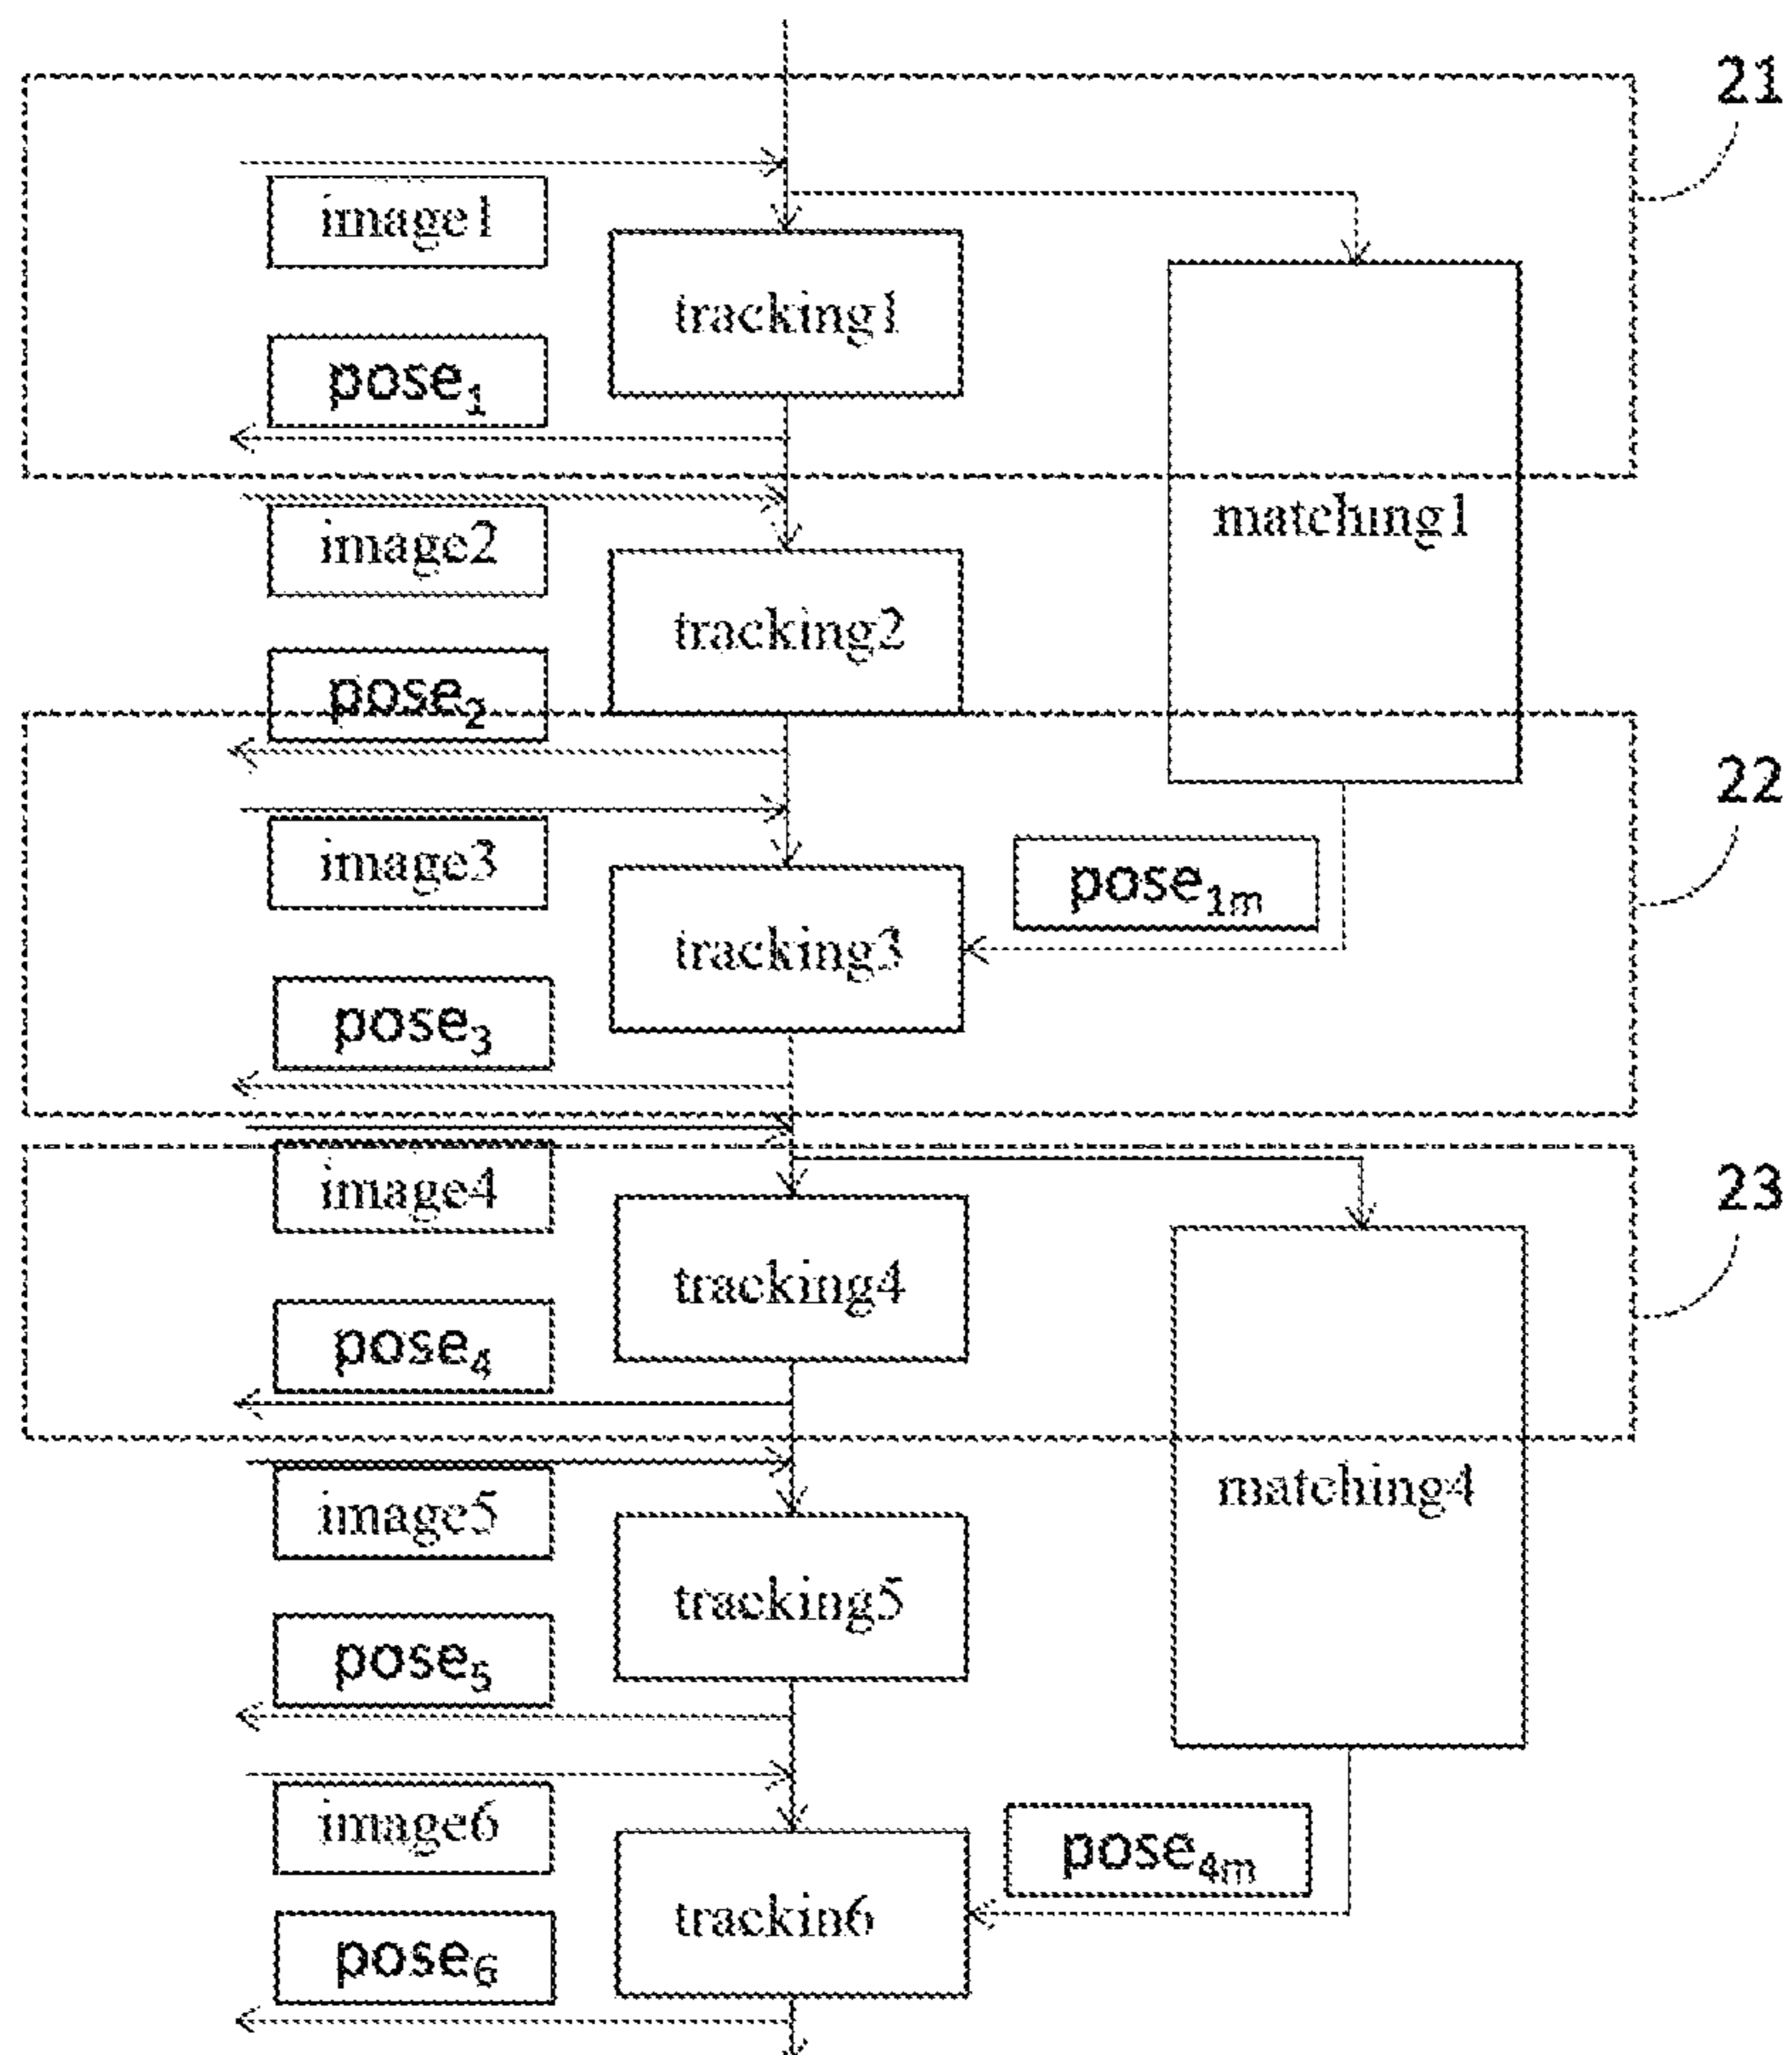 21
image1
tracking1
pose1
matching1
image2
tracking2
pose2
22
image3
pose1m
tracking3
pose3
23
image4
tracking4
pose4
matching4
image5
tracking5
pose5
image6
pose4m
trackin6
pose6